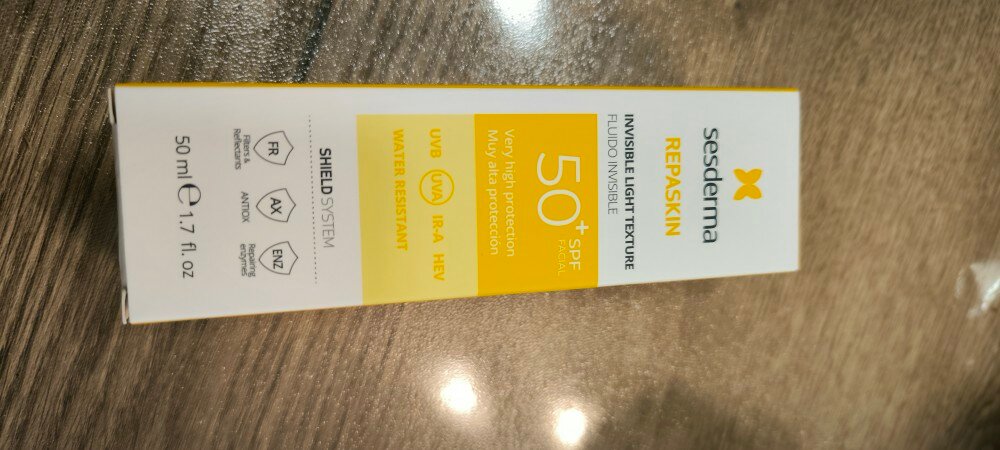 sesderma
REPASKIN
INVISIBLE LIGHT TEXTURE
FLUIDO INVISIBLE
50+ SPF
FACIAL
Very high protection
Muy alta protección
UVB UVA IR-A HEV
WATER RESISTANT
SHIELD SYSTEM
FR AX ENZ
Filters &
Reflectants
ANTIOX
Repairing
enzymes
50 ml ℮ 1.7 fl. oz